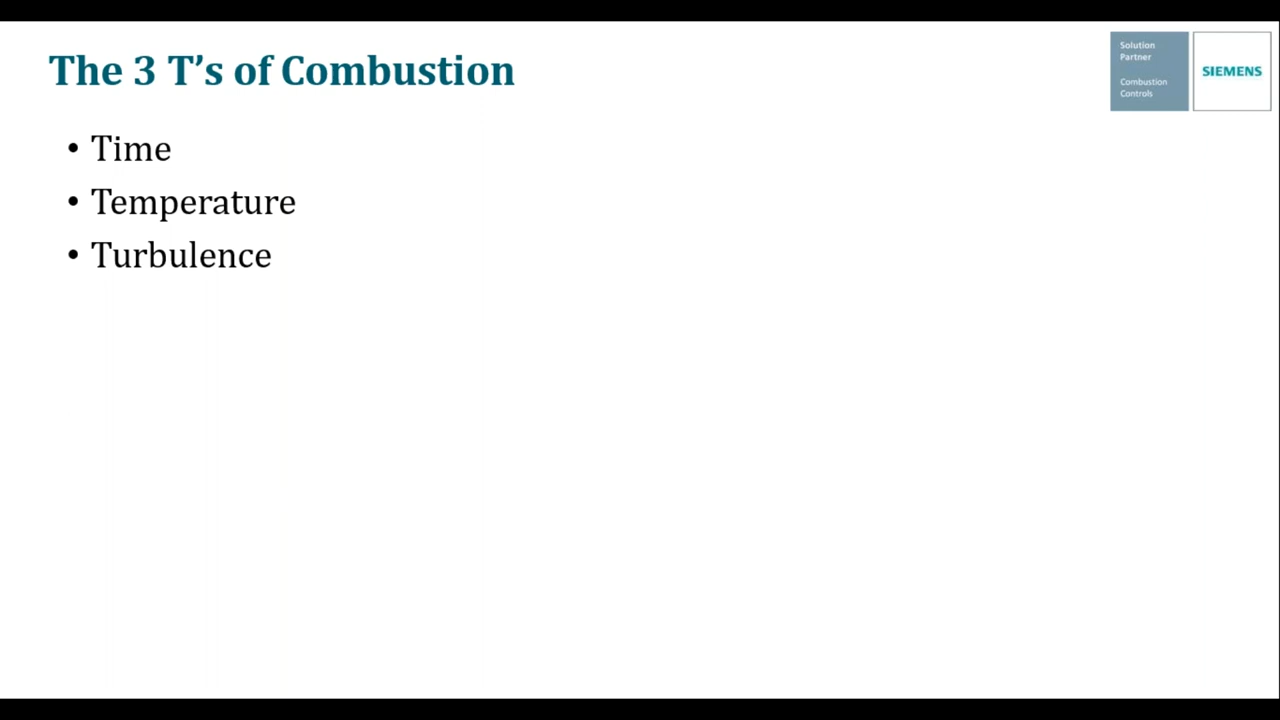 The 3 T’s of Combustion
Solution
Partner
Combustion
Controls
SIEMENS
• Time
• Temperature
• Turbulence